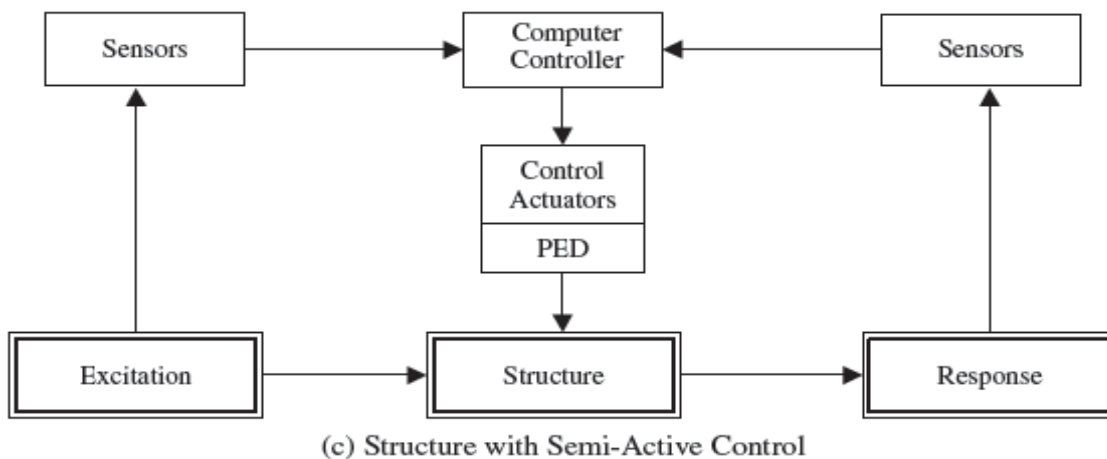 Sensors
Computer
Controller
Sensors
Control
Actuators
PED
Excitation
Structure
Response
(c) Structure with Semi-Active Control